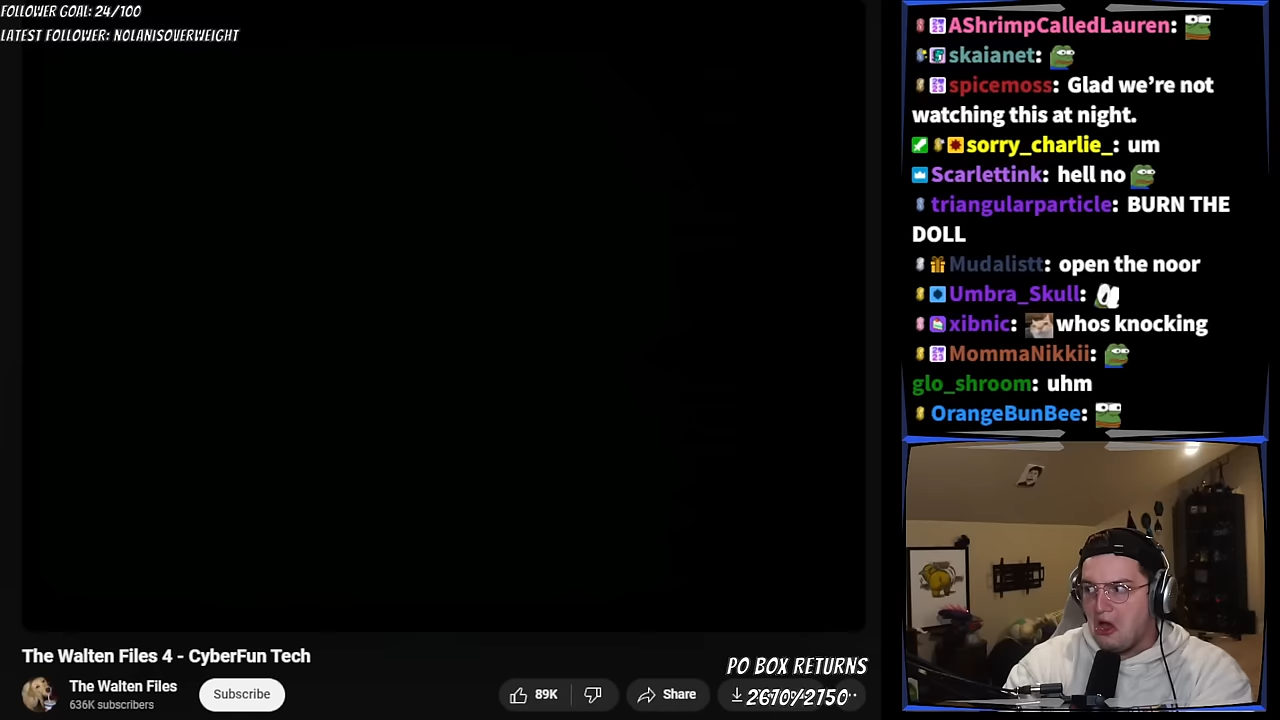 FOLLOWER GOAL: 24/100
LATEST FOLLOWER: NOLANISOVERWEIGHT
AShrimpCalledLauren:
skaianet:
spicemoss: Glad we’re not
watching this at night.
sorry_charlie_: um
Scarlettink: hell no
triangularparticle: BURN THE
DOLL
Mudalistt: open the noor
Umbra_Skull:
xibnic: whos knocking
MommaNikkii:
glo_shroom: uhm
OrangeBunBee:
The Walten Files 4 - CyberFun Tech
The Walten Files
636K subscribers
Subscribe
89K
Share
PO BOX RETURNS
2670/2750